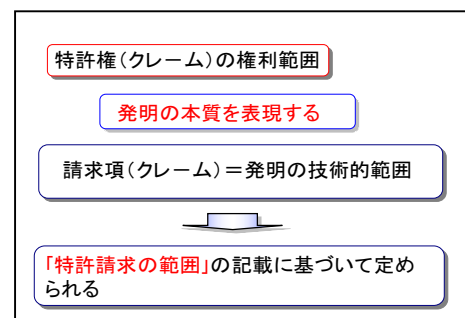 特許権(クレーム)の権利範囲
発明の本質を表現する
請求項(クレーム)=発明の技術的範囲
「特許請求の範囲」の記載に基づいて定め
られる